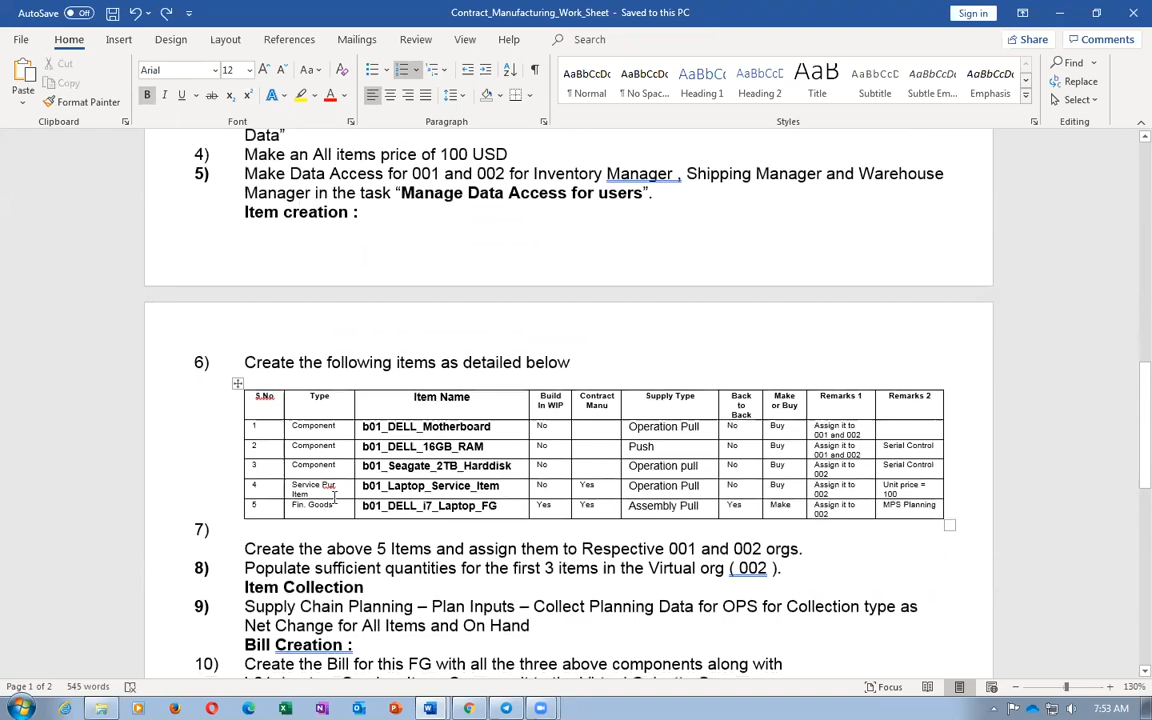 AutoSave Off
Contract_Manufacturing_Work_Sheet - Saved to this PC
Sign in
File Home Insert Design Layout References Mailings Review View Help Search
Share Comments
Paste
Cut
Copy
Format Painter
Clipboard
Arial 12
Font
Paragraph
AaBbCcDc AaBbCcDc AaBbCcD AaBbCcD AaB AaBbCcD AaBbCcDc AaBbCcDc
¶ Normal ¶ No Spac... Heading 1 Heading 2 Title Subtitle Subtle Em... Emphasis
Styles
Find
Replace
Select
Editing
Data”
4) Make an All items price of 100 USD
5) Make Data Access for 001 and 002 for Inventory Manager , Shipping Manager and Warehouse
Manager in the task “Manage Data Access for users”.
Item creation :
6) Create the following items as detailed below
S.No Type Item Name Build In WIP Contract Manu Supply Type Back to Back Make or Buy Remarks 1 Remarks 2
1 Component b01_DELL_Motherboard No Operation Pull No Buy Assign it to 001 and 002
2 Component b01_DELL_16GB_RAM No Push No Buy Assign it to 001 and 002 Serial Control
3 Component b01_Seagate_2TB_Harddisk No Operation pull No Buy Assign it to 002 Serial Control
4 Service Pur Item b01_Laptop_Service_Item No Yes Operation Pull No Buy Assign it to 002 Unit price = 100
5 Fin. Goods b01_DELL_i7_Laptop_FG Yes Yes Assembly Pull Yes Make Assign it to 002 MPS Planning
7)
Create the above 5 Items and assign them to Respective 001 and 002 orgs.
8) Populate sufficient quantities for the first 3 items in the Virtual org ( 002 ).
Item Collection
9) Supply Chain Planning – Plan Inputs – Collect Planning Data for OPS for Collection type as
Net Change for All Items and On Hand
Bill Creation :
10) Create the Bill for this FG with all the three above components along with
Page 1 of 2 545 words
Focus
130%
7:53 AM